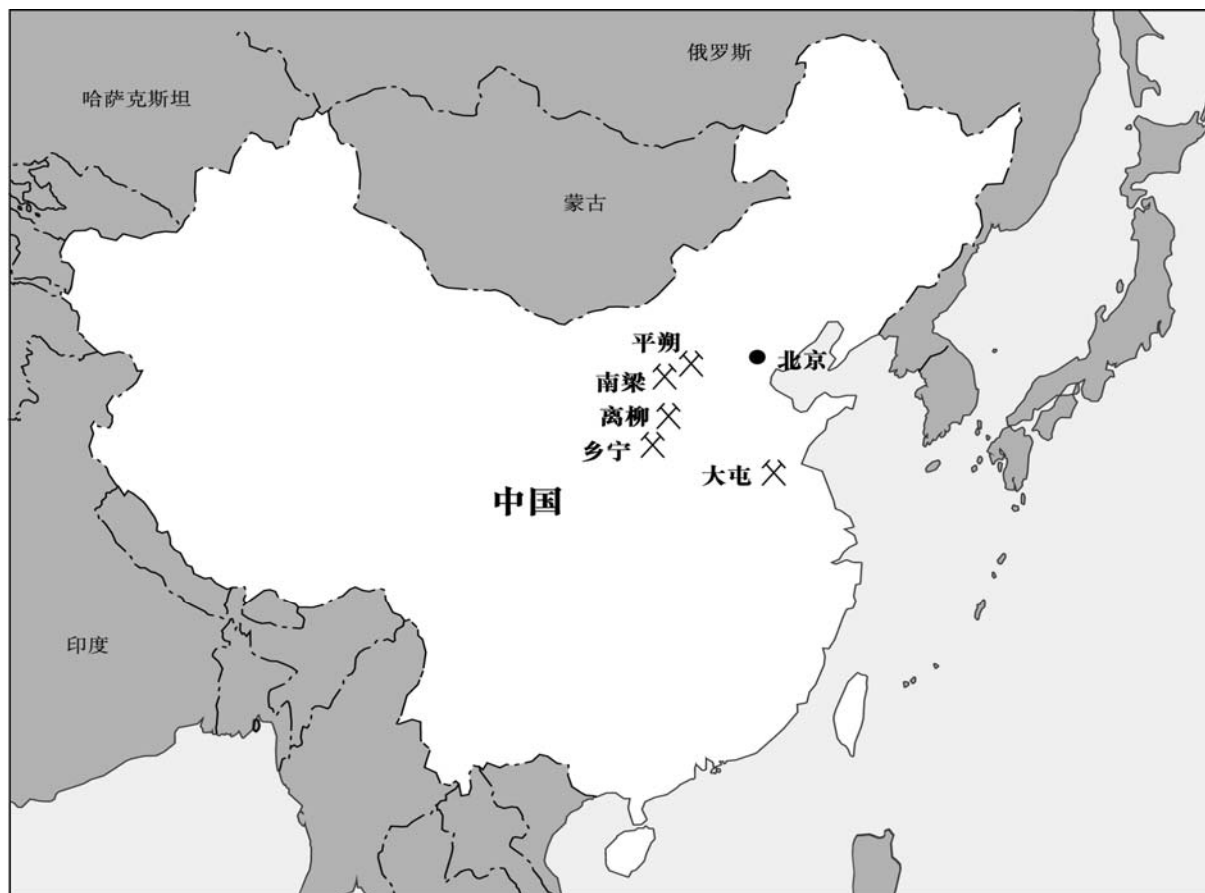 俄罗斯
哈萨克斯坦
蒙古
平朔
北京
南梁
离柳
乡宁
大屯
中国
印度